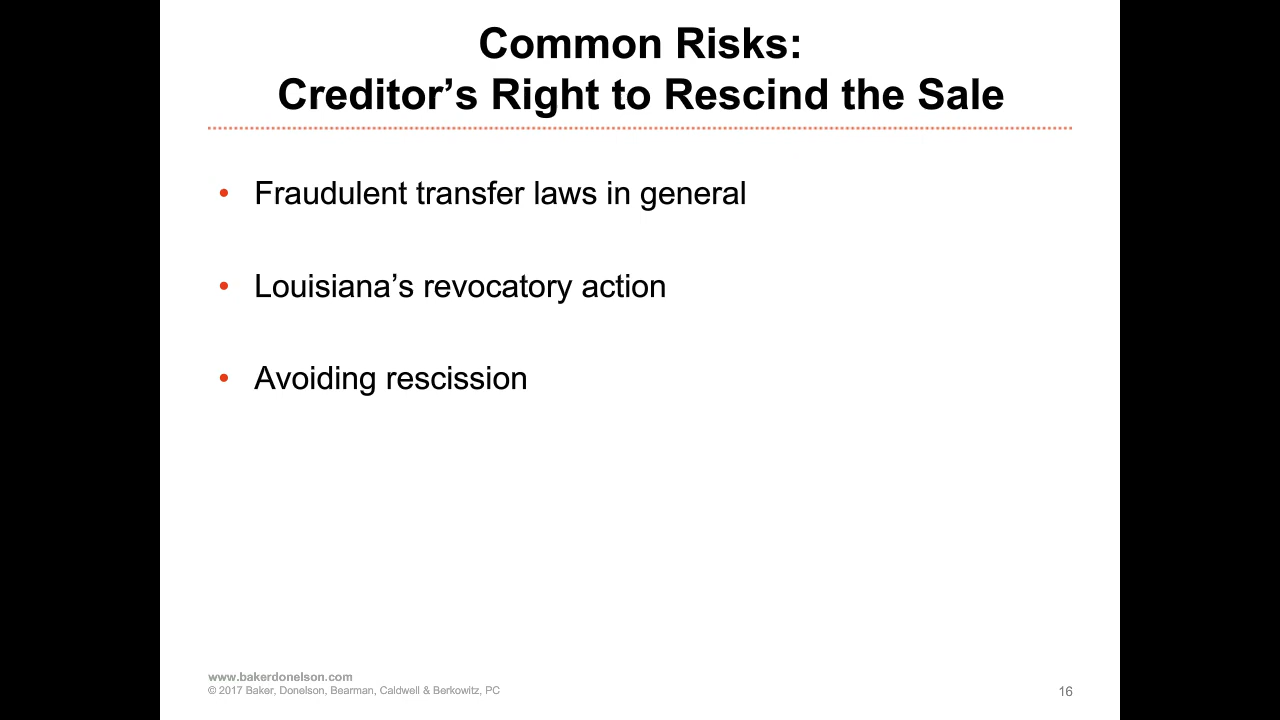 Common Risks:
Creditor’s Right to Rescind the Sale
• Fraudulent transfer laws in general
• Louisiana’s revocatory action
• Avoiding rescission
www.bakerdonelson.com
© 2017 Baker, Donelson, Bearman, Caldwell & Berkowitz, PC
16